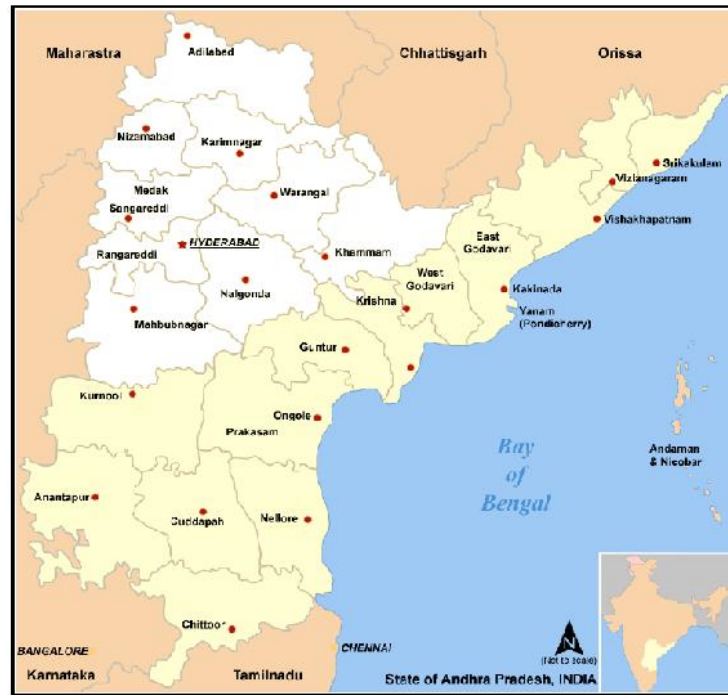 Maharastra
Chhattisgarh
Orissa
Adilabad
Nizamabad
Karimnagar
Srikakulam
Vizianagaram
Medak
Sangareddi
Warangal
Vishakhapatnam
Rangareddi
HYDERABAD
Khammam
East
Godavari
West
Godavari
Nalgonda
Krishna
Kakinada
Mahbubnagar
Yanam
(Pondicherry)
Guntur
Kurnool
Ongole
Prakasam
Bay
of
Bengal
Andaman
& Nicobar
Anantapur
Cuddapah
Nellore
Chittoor
BANGALORE
CHENNAI
N
(Not to scale)
Karnataka
Tamilnadu
State of Andhra Pradesh, INDIA